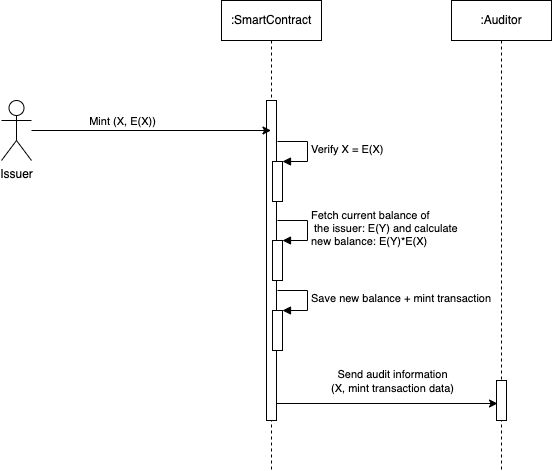 :SmartContract
:Auditor
Mint (X, E(X))
Issuer
Verify X = E(X)
Fetch current balance of
the issuer: E(Y) and calculate
new balance: E(Y)*E(X)
Save new balance + mint transaction
Send audit information
(X, mint transaction data)